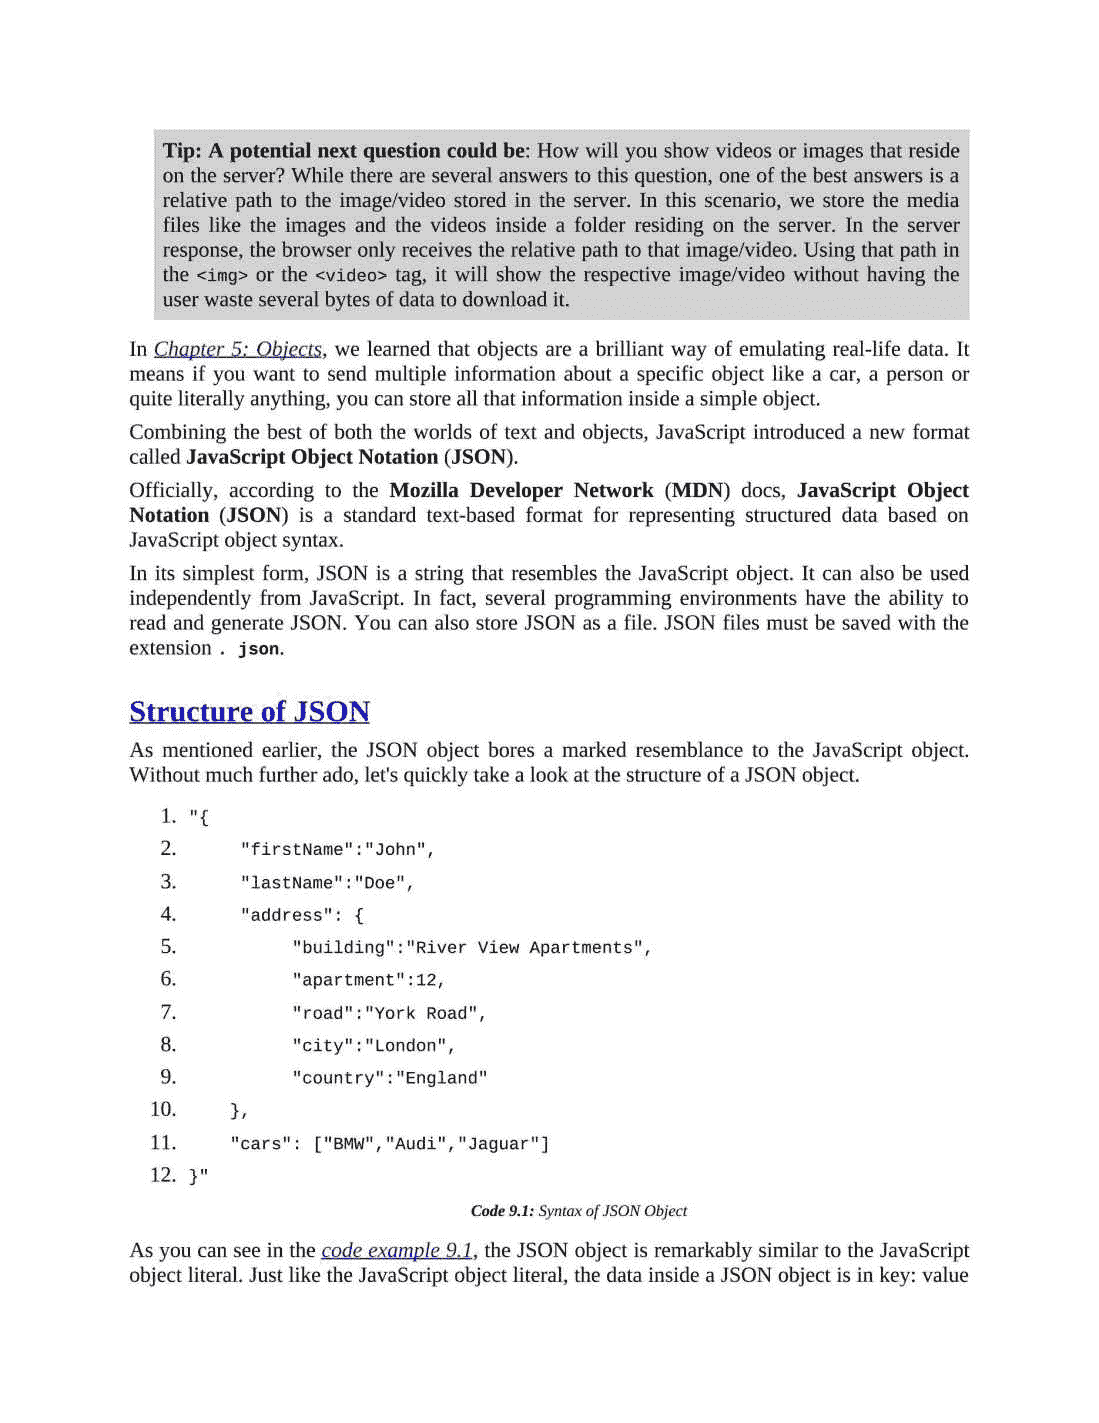 Tip: A potential next question could be: How will you show videos or images that reside
on the server? While there are several answers to this question, one of the best answers is a
relative path to the image/video stored in the server. In this scenario, we store the media
files like the images and the videos inside a folder residing on the server. In the server
response, the browser only receives the relative path to that image/video. Using that path in
the <img> or the <video> tag, it will show the respective image/video without having the
user waste several bytes of data to download it.
In Chapter 5: Objects, we learned that objects are a brilliant way of emulating real-life data. It
means if you want to send multiple information about a specific object like a car, a person or
quite literally anything, you can store all that information inside a simple object.
Combining the best of both the worlds of text and objects, JavaScript introduced a new format
called JavaScript Object Notation (JSON).
Officially, according to the Mozilla Developer Network (MDN) docs, JavaScript Object
Notation (JSON) is a standard text-based format for representing structured data based on
JavaScript object syntax.
In its simplest form, JSON is a string that resembles the JavaScript object. It can also be used
independently from JavaScript. In fact, several programming environments have the ability to
read and generate JSON. You can also store JSON as a file. JSON files must be saved with the
extension . json.
Structure of JSON
As mentioned earlier, the JSON object bores a marked resemblance to the JavaScript object.
Without much further ado, let's quickly take a look at the structure of a JSON object.
1. "{
2. "firstName":"John",
3. "lastName":"Doe",
4. "address": {
5. "building":"River View Apartments",
6. "apartment":12,
7. "road":"York Road",
8. "city":"London",
9. "country":"England"
10. },
11. "cars": ["BMW","Audi","Jaguar"]
12. }"
Code 9.1: Syntax of JSON Object
As you can see in the code example 9.1, the JSON object is remarkably similar to the JavaScript
object literal. Just like the JavaScript object literal, the data inside a JSON object is in key: value